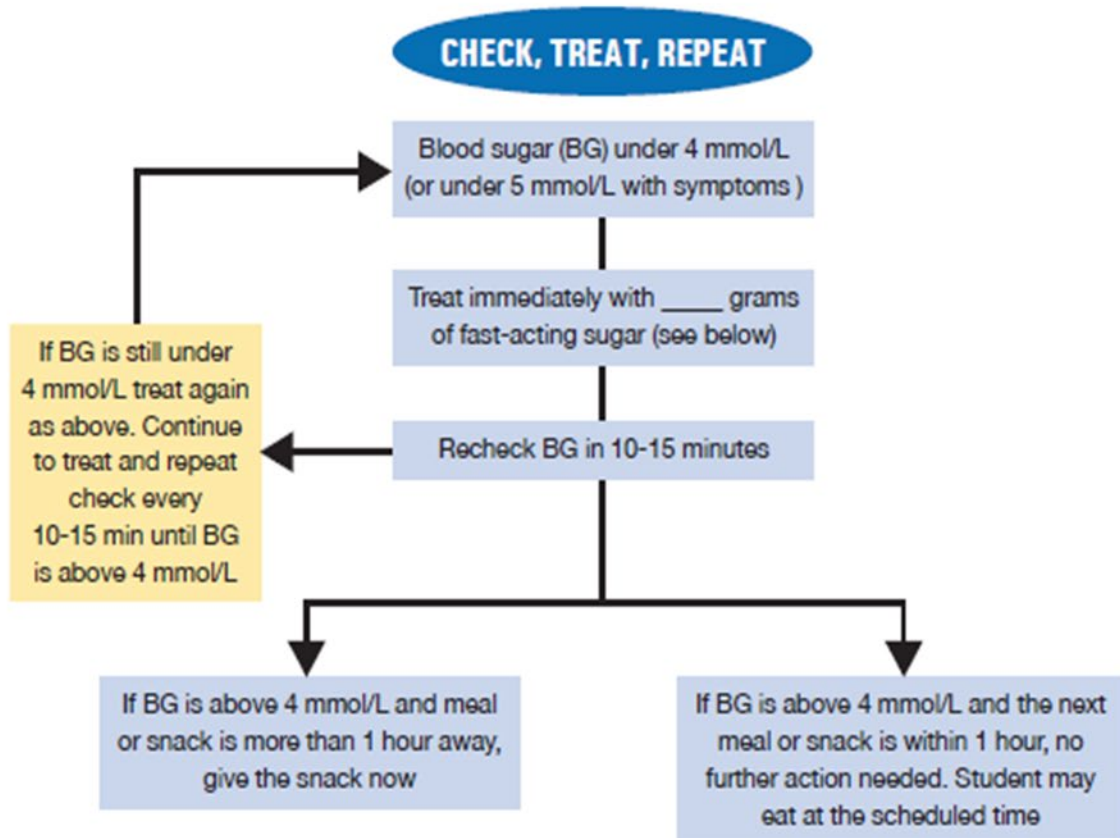 CHECK, TREAT, REPEAT
Blood sugar (BG) under 4 mmol/L
(or under 5 mmol/L with symptoms )
Treat immediately with _____ grams
of fast-acting sugar (see below)
If BG is still under
4 mmol/L treat again
as above. Continue
to treat and repeat
check every
10-15 min until BG
is above 4 mmol/L
Recheck BG in 10-15 minutes
If BG is above 4 mmol/L and meal
or snack is more than 1 hour away,
give the snack now
If BG is above 4 mmol/L and the next
meal or snack is within 1 hour, no
further action needed. Student may
eat at the scheduled time